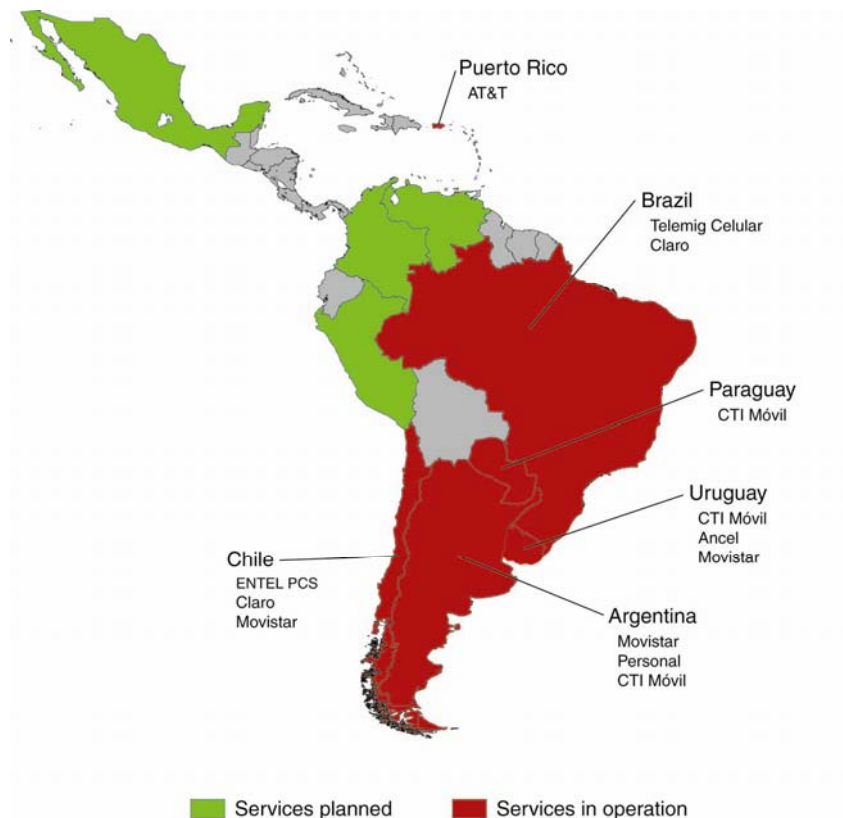 Puerto Rico
AT&T
Brazil
Telemig Celular
Claro
Paraguay
CTI Móvil
Uruguay
CTI Móvil
Ancel
Movistar
Chile
ENTEL PCS
Claro
Movistar
Argentina
Movistar
Personal
CTI Móvil
Services planned
Services in operation